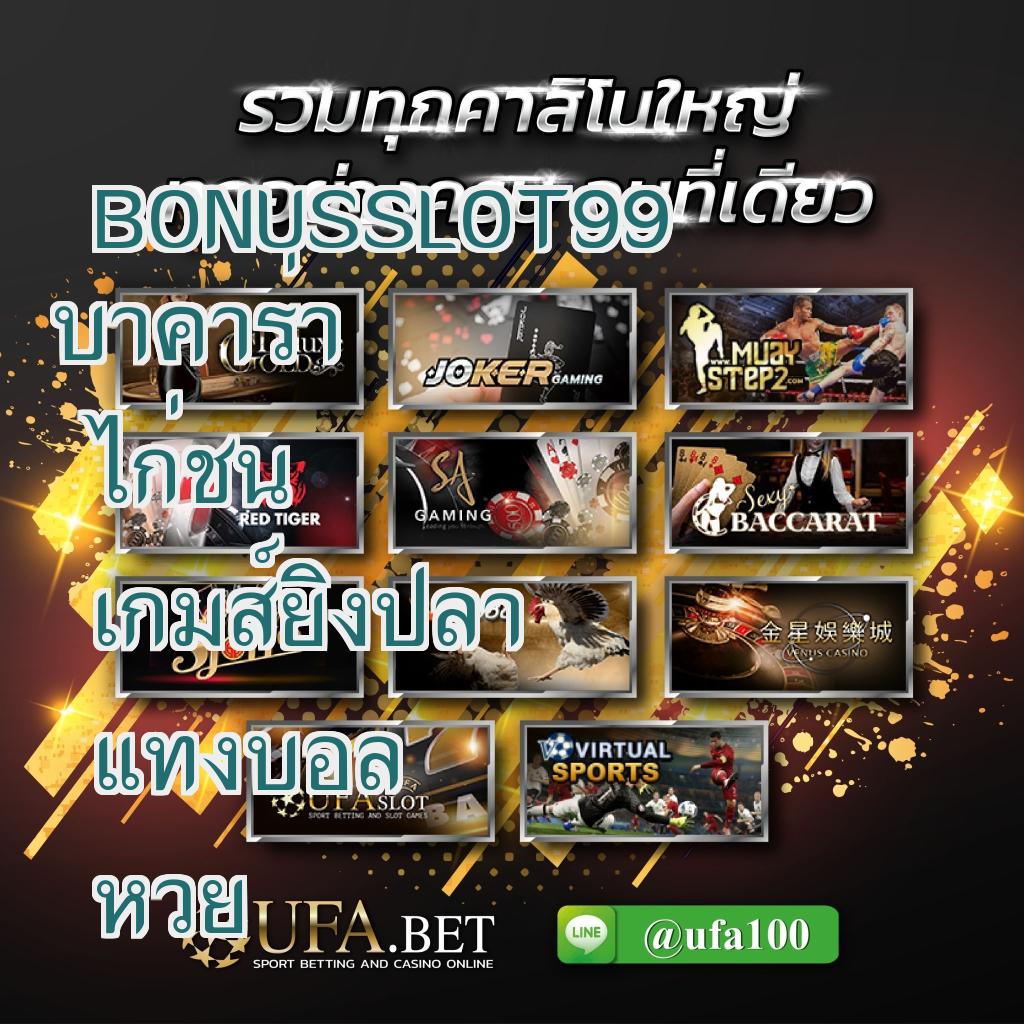 รวมทุกคาสิโนใหญ่
ที่เดียว
BONUSSLOT99
บาคารา
JOKER GAMING
WWW.MUAY
STEP2.COM
ไก่ชน
RED TIGER
SA
GAMING
Sexy
BACCARAT
เกมส์ยิงปลา
金星娛樂城
VENUS CASINO
แทงบอล
UFA SLOT
SPORT BETTING AND SLOT GAMES
VIRTUAL
SPORTS
หวย
UFA.BET
SPORT BETTING AND CASINO ONLINE
LINE
@ufa100